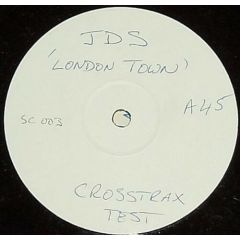 JDS
'LONDON TOWN'
SC 003
A45
CROSSTRAX
TEST